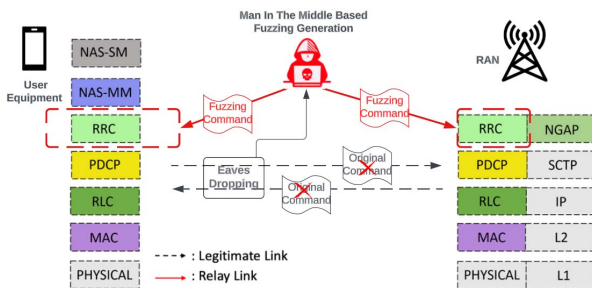 Man In The Middle Based
Fuzzing Generation
User
Equipment
RAN
NAS-SM
NAS-MM
RRC
PDCP
RLC
MAC
PHYSICAL
Fuzzing
Command
Fuzzing
Command
Eaves
Dropping
Original
Command
Original
Command
RRC NGAP
PDCP SCTP
RLC IP
MAC L2
PHYSICAL L1
: Legitimate Link
: Relay Link